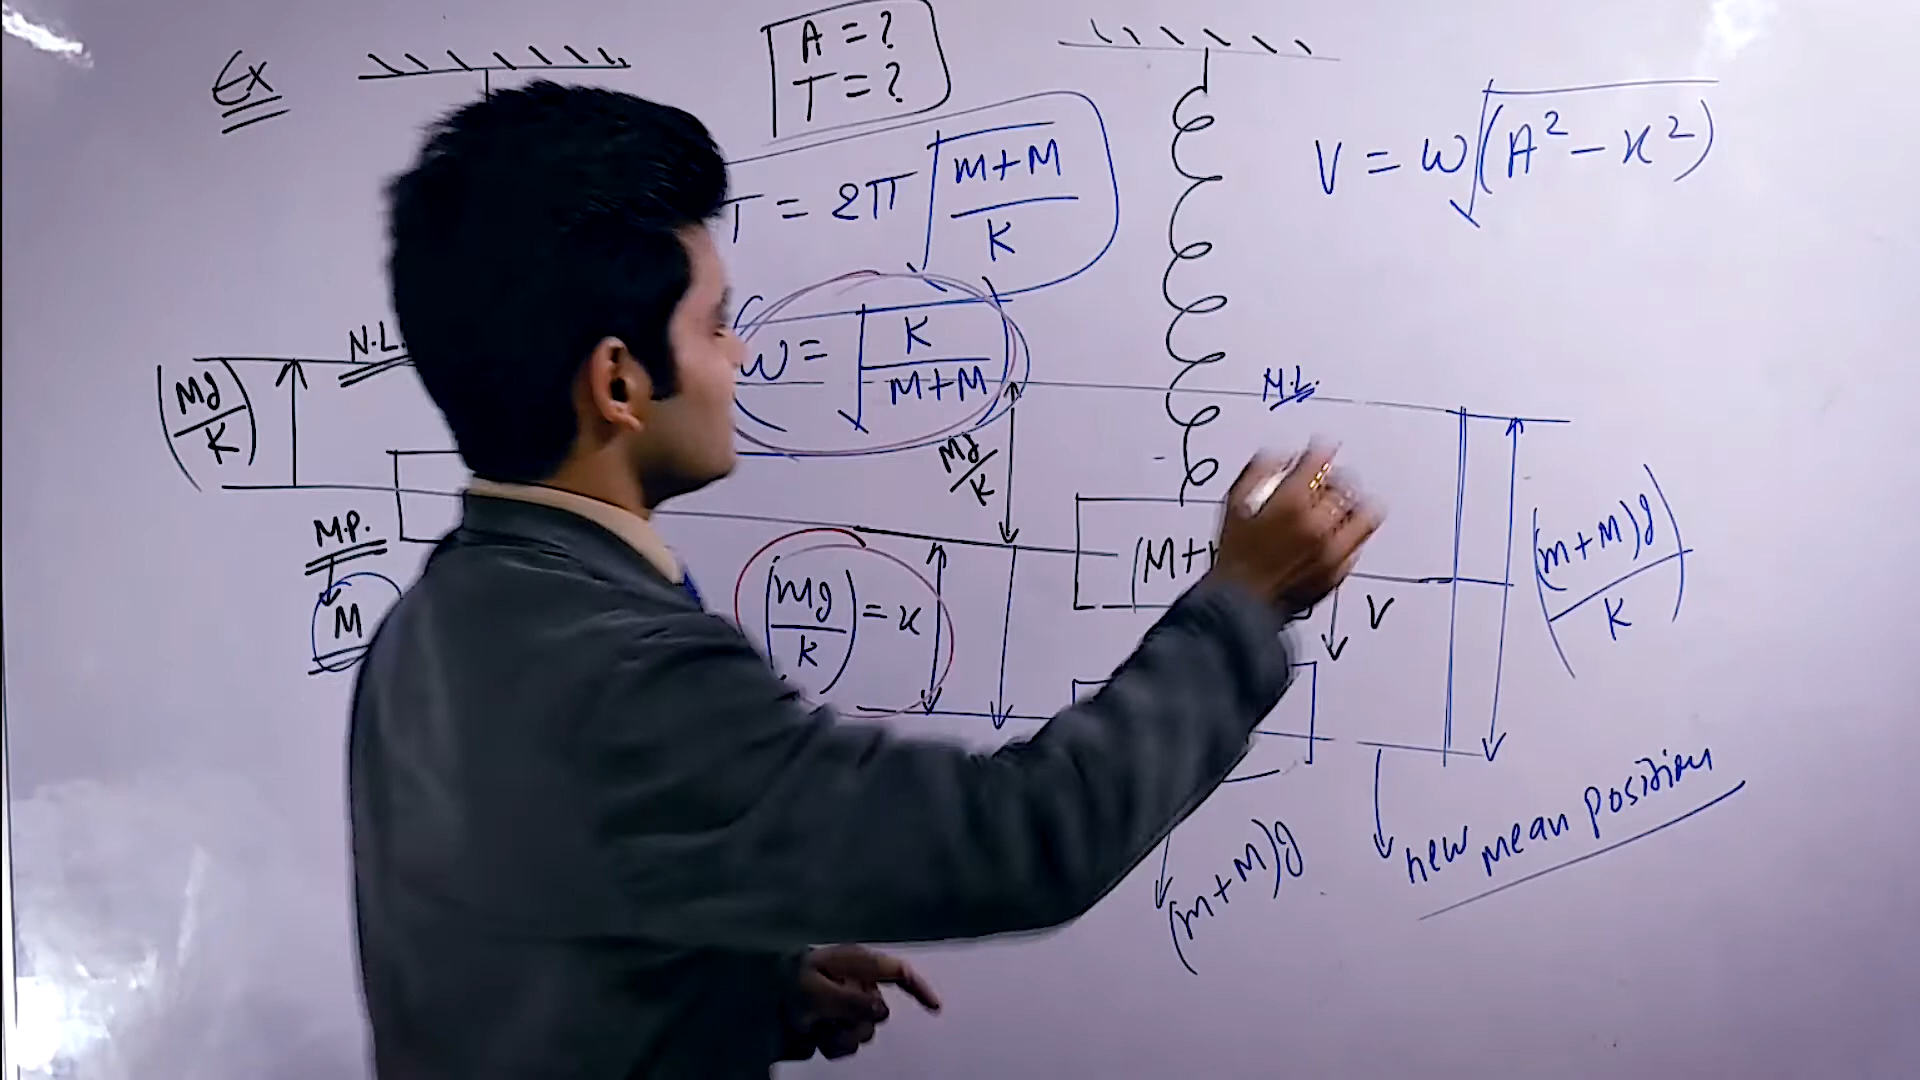 Ex
A = ?
T = ?
T = 2π √((m+M)/K)
V = ω√(A² − x²)
ω = √(K/(M+M))
N.L.
(Mg/K)
M.P.
M
Mg/K
(mg/k) = x
N.L.
(M+
V
((m+M)g/K)
(m+M)g
new mean position